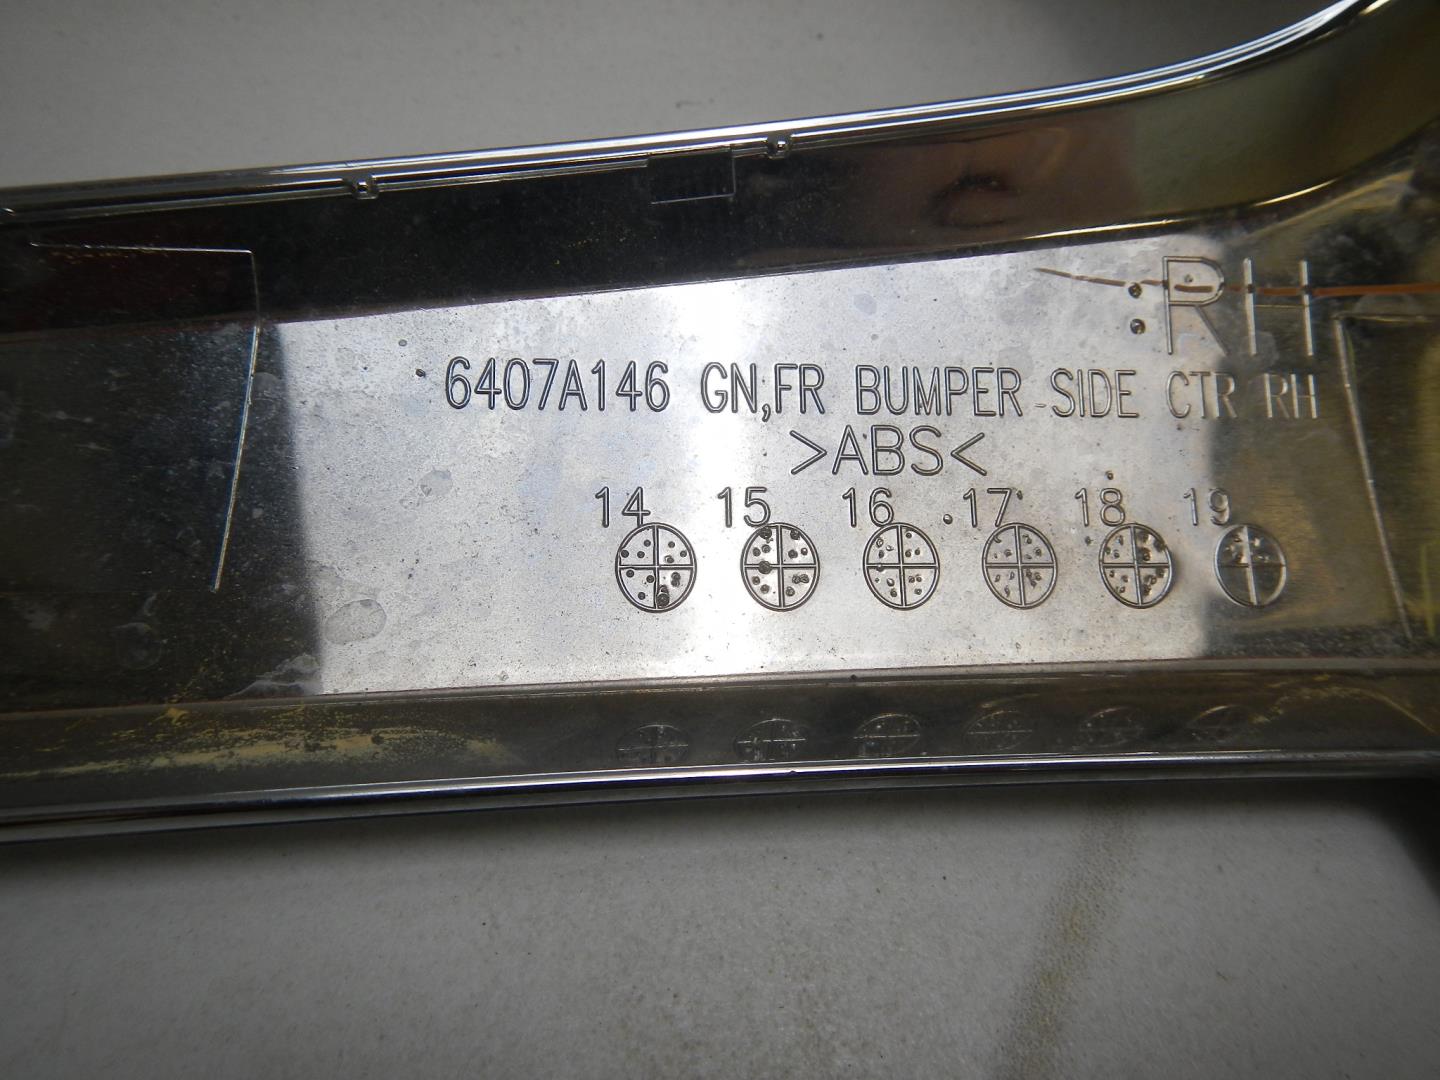 RH
6407A146 GN,FR BUMPER SIDE CTR RH
>ABS<
14 15 16 17 18 19